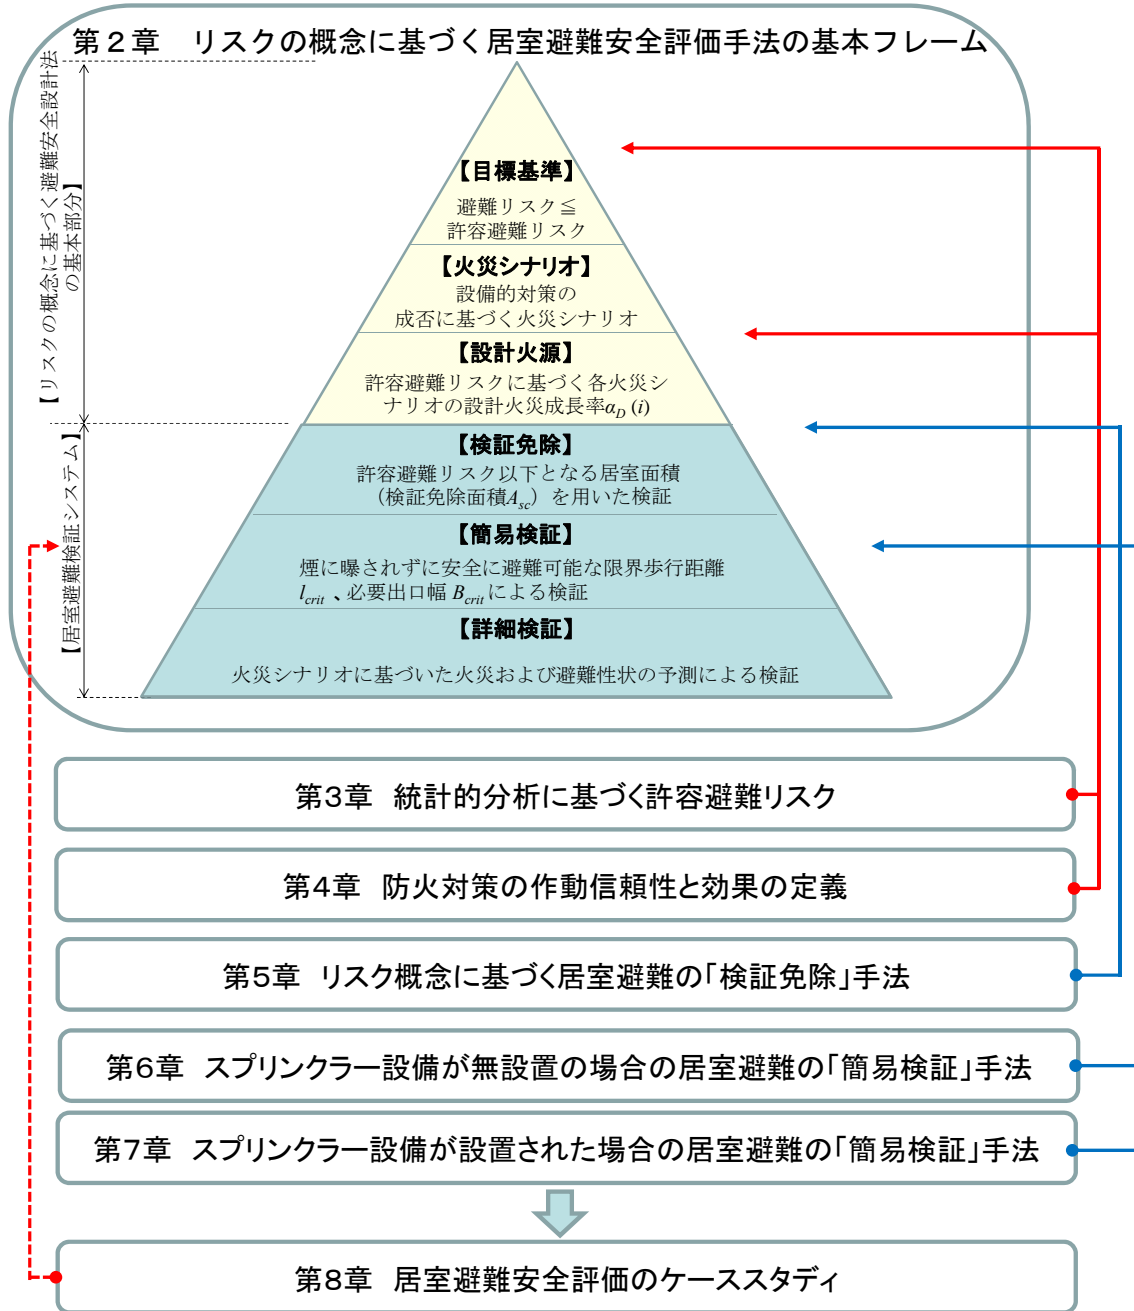 第２章　リスクの概念に基づく居室避難安全評価手法の基本フレーム
【リスクの概念に基づく避難安全設計法
の基本部分】
【目標基準】
避難リスク≦
許容避難リスク
【火災シナリオ】
設備的対策の
成否に基づく火災シナリオ
【設計火源】
許容避難リスクに基づく各火災シ
ナリオの設計火災成長率α_D (i)
【居室避難検証システム】
【検証免除】
許容避難リスク以下となる居室面積
（検証免除面積A_sc）を用いた検証
【簡易検証】
煙に曝されずに安全に避難可能な限界歩行距離
l_crit 、必要出口幅 B_crit による検証
【詳細検証】
火災シナリオに基づいた火災および避難性状の予測による検証
第3章 統計的分析に基づく許容避難リスク
第4章 防火対策の作動信頼性と効果の定義
第5章 リスク概念に基づく居室避難の「検証免除」手法
第6章 スプリンクラー設備が無設置の場合の居室避難の「簡易検証」手法
第7章 スプリンクラー設備が設置された場合の居室避難の「簡易検証」手法
第8章 居室避難安全評価のケーススタディ